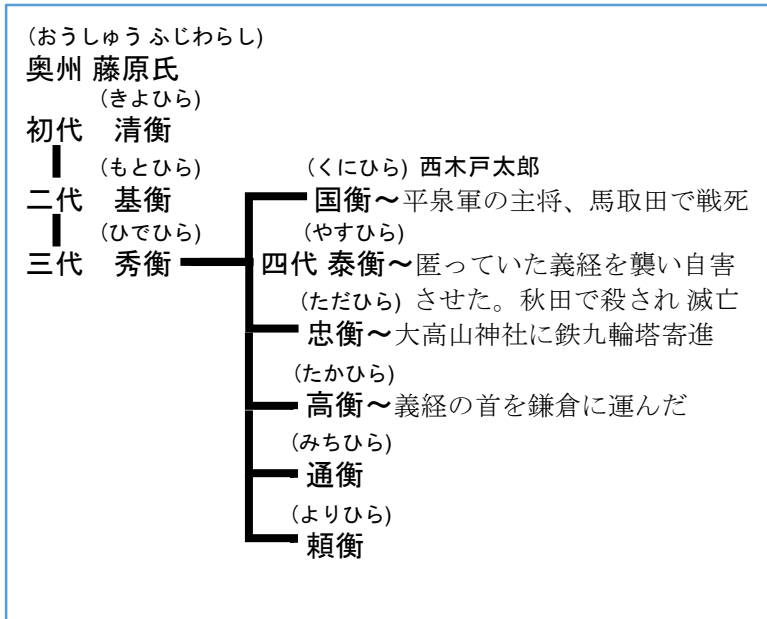 (おうしゅう ふじわらし)
奥州 藤原氏
(きよひら)
初代 清衡
(もとひら)
二代 基衡
(ひでひら)
三代 秀衡
(くにひら) 西木戸太郎
国衡～平泉軍の主将、馬取田で戦死
(やすひら)
四代 泰衡～匿っていた義経を襲い自害
させた。秋田で殺され 滅亡
(ただひら)
忠衡～大高山神社に鉄九輪塔寄進
(たかひら)
高衡～義経の首を鎌倉に運んだ
(みちひら)
通衡
(よりひら)
頼衡